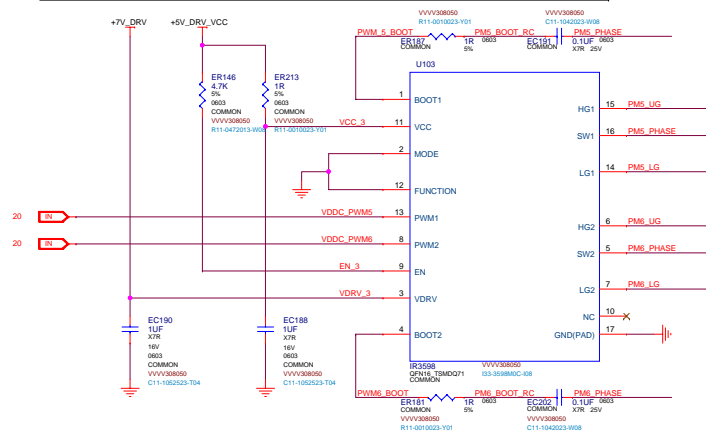 VVVV308050
R11-0010023-Y01
VVVV308050
C11-1042023-W08
+7V_DRV
+5V_DRV_VCC
PWM_5_BOOT
ER187
COMMON
1R
5%
PM5_BOOT_RC
0603
EC191
COMMON
0.1UF
X7R 25V
PM5_PHASE
0603
U103
ER146
4.7K
5%
0603
COMMON
VVVV308050
R11-0472013-W08
ER213
1R
5%
0603
COMMON
VVVV308050
R11-0010023-Y01
1 BOOT1
HG1 15 PM5_UG
VCC_3 11 VCC
SW1 16 PM5_PHASE
2 MODE
LG1 14 PM5_LG
12 FUNCTION
20 IN VDDC_PWM5 13 PWM1
HG2 6 PM6_UG
20 IN VDDC_PWM6 8 PWM2
SW2 5 PM6_PHASE
EN_3 9 EN
LG2 7 PM6_LG
VDRV_3 3 VDRV
NC 10
4 BOOT2
GND(PAD) 17
EC190
1UF
X7R
16V
0603
COMMON
VVVV308050
C11-1052523-T04
EC188
1UF
X7R
16V
0603
COMMON
VVVV308050
C11-1052523-T04
IR3598
QFN16_TSMDQ71
COMMON
VVVV308050
I33-3598M0C-I08
PWM6_BOOT
ER181
COMMON
VVVV308050
R11-0010023-Y01
1R
5%
PM6_BOOT_RC
0603
EC202
COMMON
VVVV308050
C11-1042023-W08
0.1UF
X7R 25V
PM6_PHASE
0603